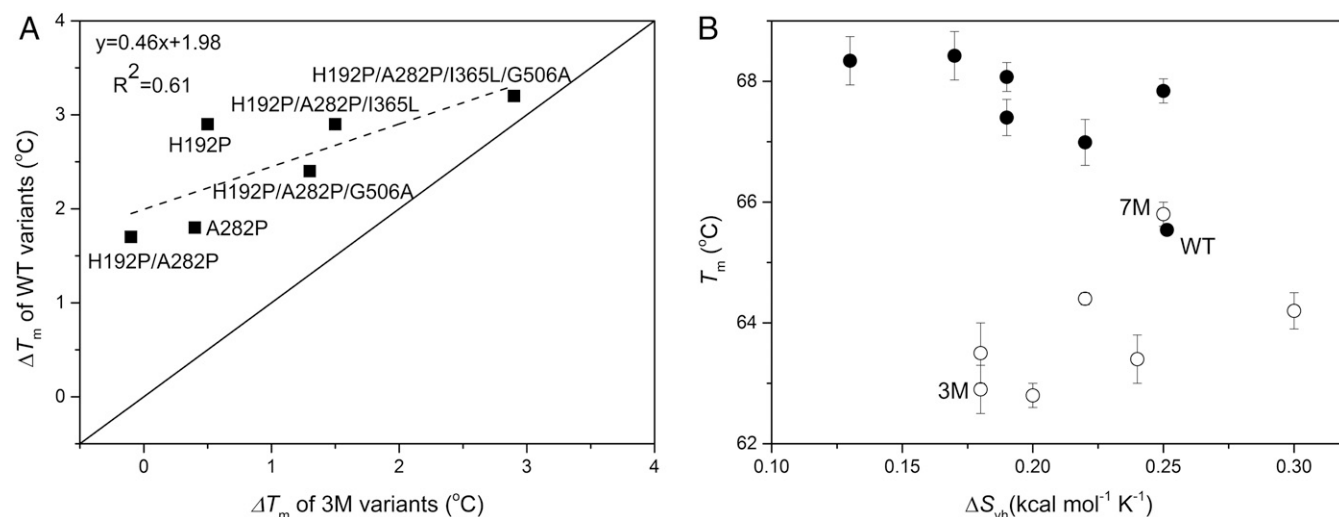 A
y=0.46x+1.98
R2=0.61
H192P/A282P/I365L/G506A
H192P/A282P/I365L
H192P
H192P/A282P/G506A
A282P
H192P/A282P
4
3
2
1
0
ΔTm of WT variants (oC)
0 1 2 3 4
ΔTm of 3M variants (oC)
B
68
66
64
62
Tm (oC)
7M
WT
3M
0.10 0.15 0.20 0.25 0.30
ΔSvh(kcal mol-1 K-1)